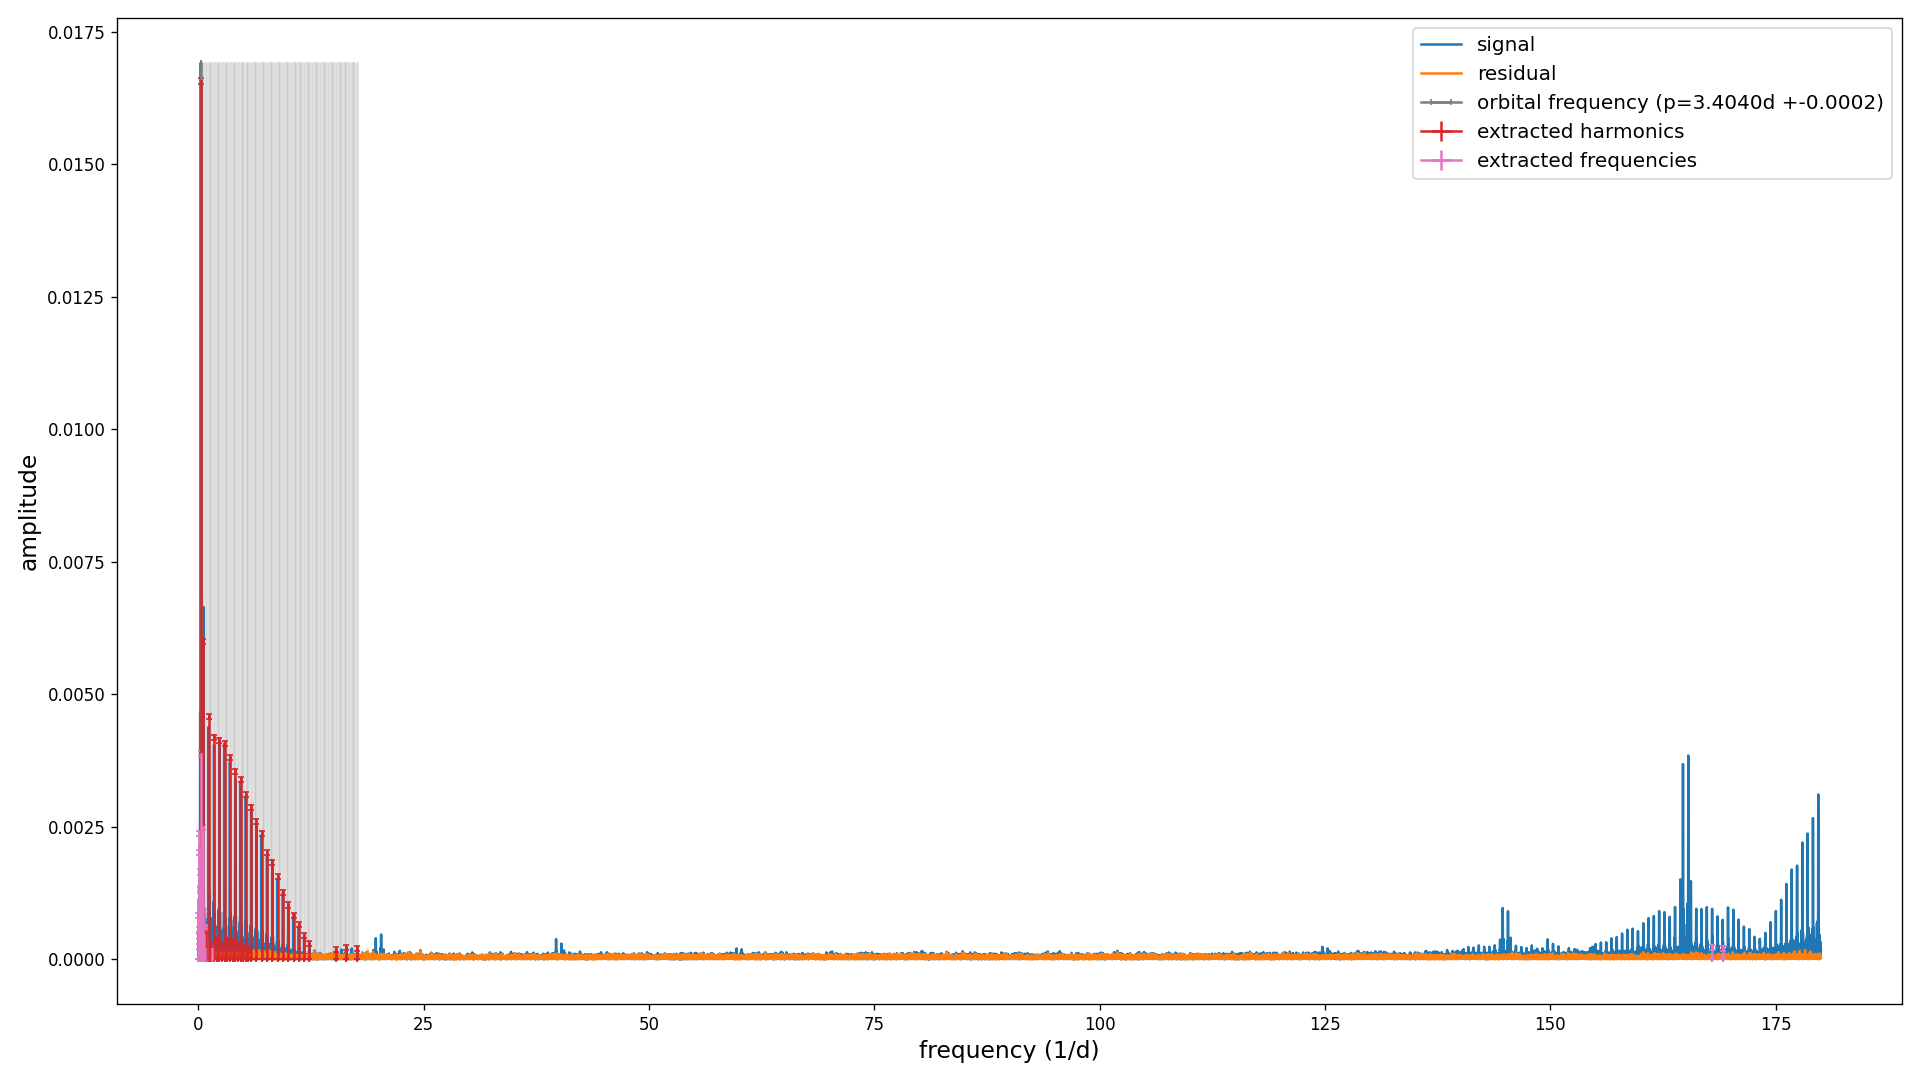 signal
residual
orbital frequency (p=3.4040d +-0.0002)
extracted harmonics
extracted frequencies
amplitude
0.0175
0.0150
0.0125
0.0100
0.0075
0.0050
0.0025
0.0000
0 25 50 75 100 125 150 175
frequency (1/d)